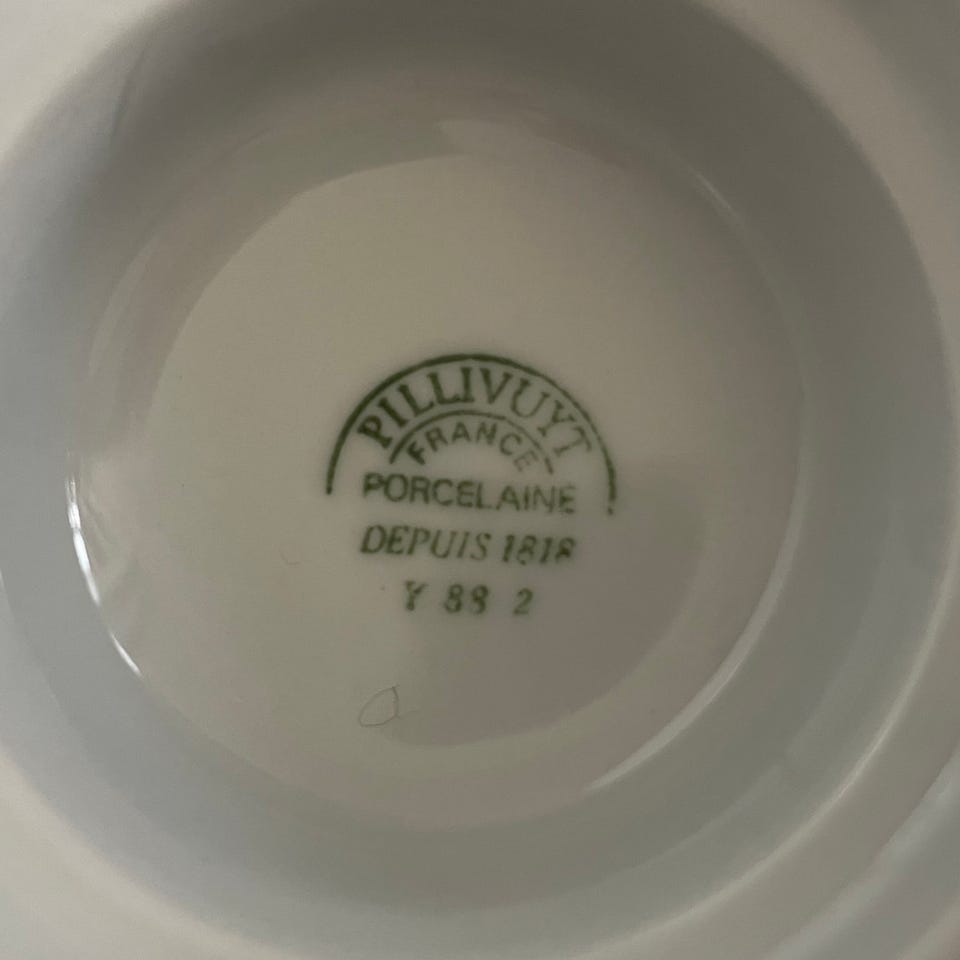 PILLIVUYT
FRANCE
PORCELAINE
DEPUIS 1818
Y 88 2